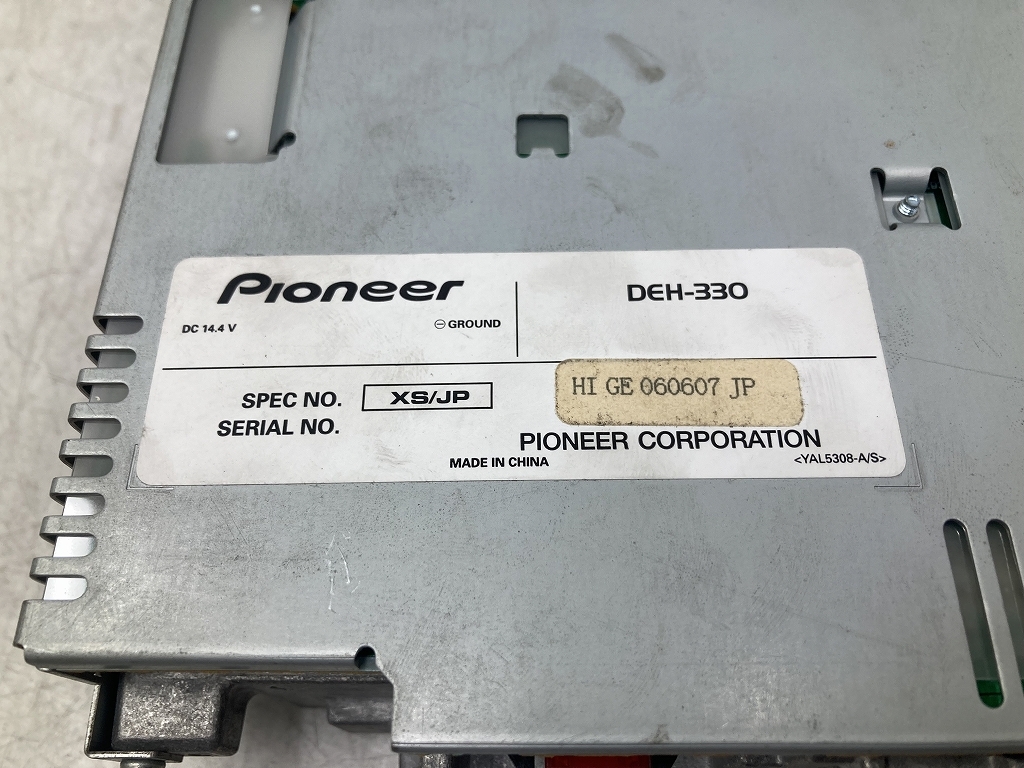 Pioneer
DEH-330
DC 14.4 V
⊖ GROUND
SPEC NO. XS/JP
HI GE 060607 JP
SERIAL NO.
PIONEER CORPORATION
MADE IN CHINA
<YAL5308-A/S>